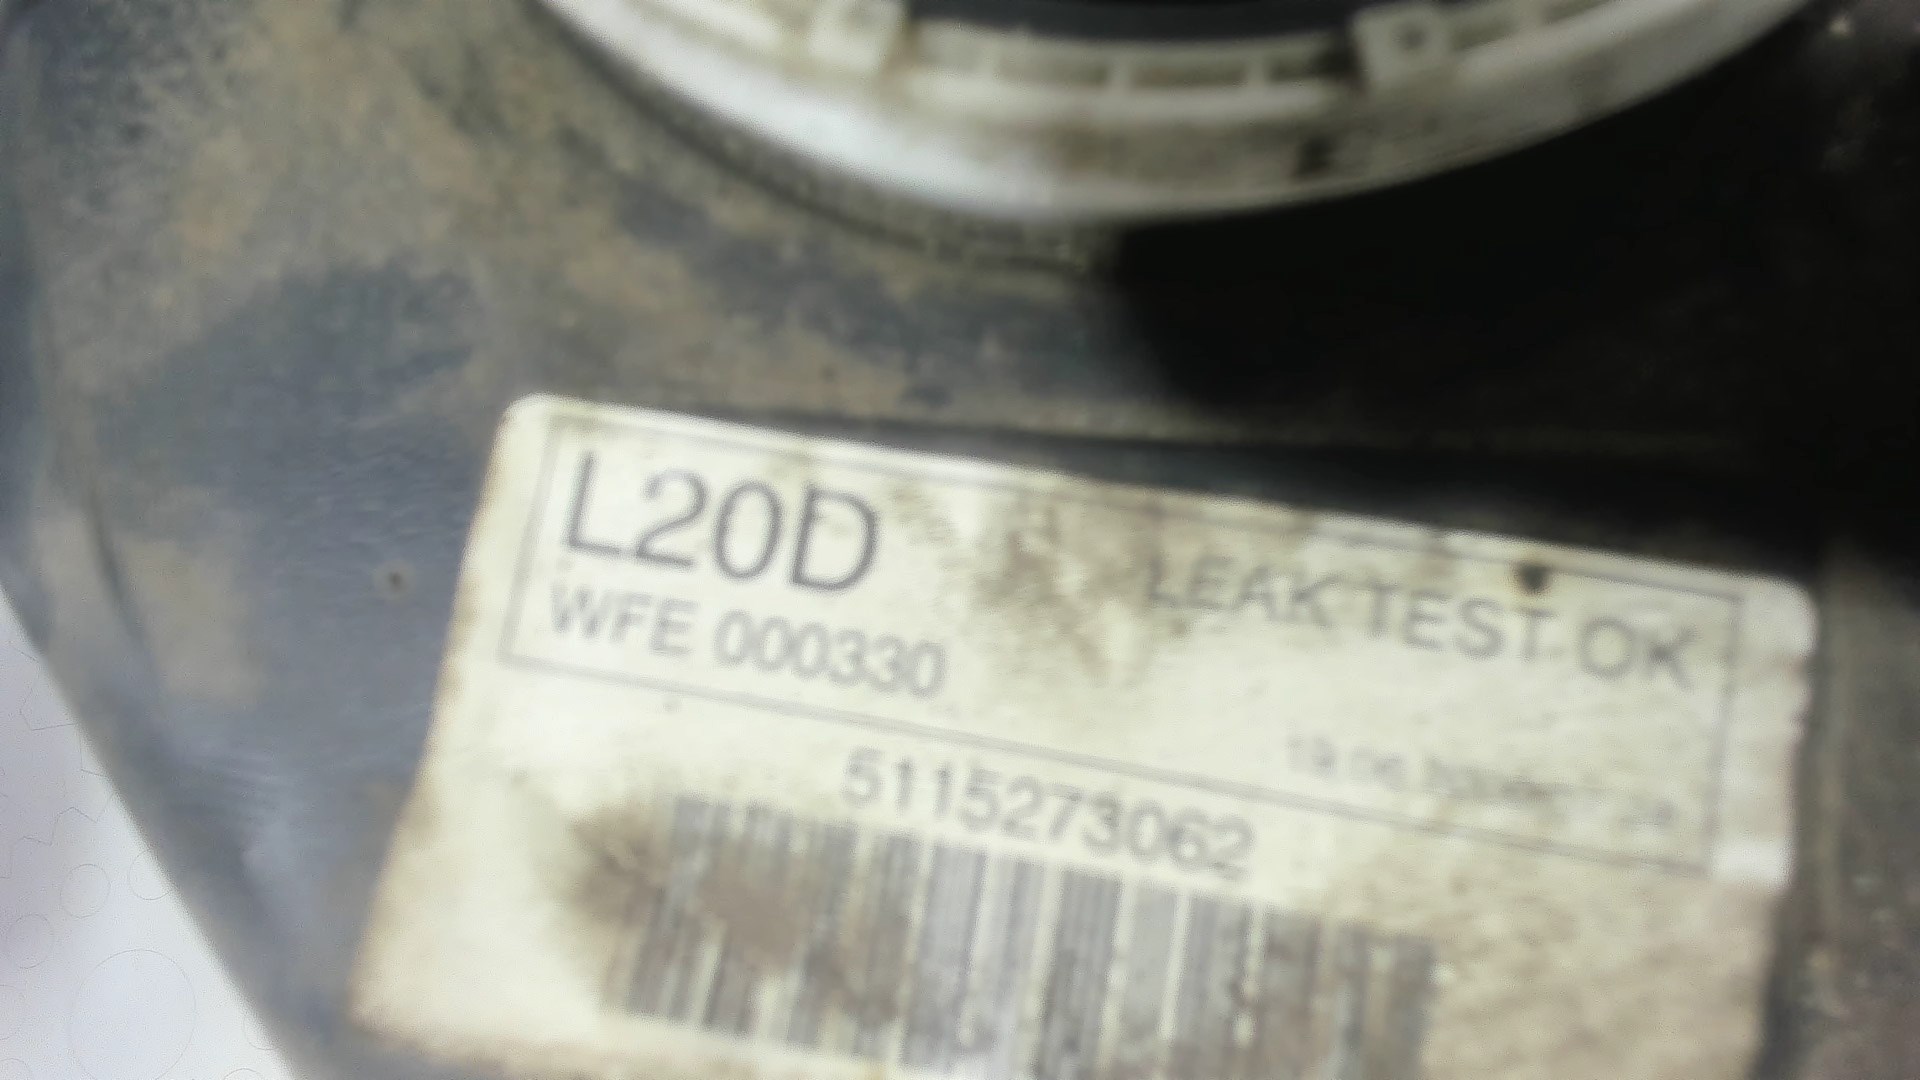 L20D
LEAK TEST OK
WFE 000330
5115273062